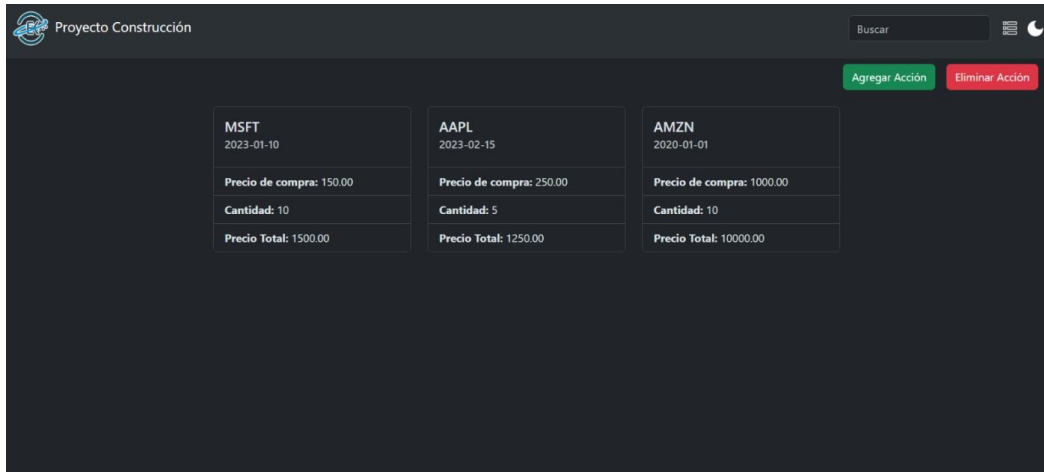 Proyecto Construcción
Buscar
Agregar Acción
Eliminar Acción
MSFT
2023-01-10
Precio de compra: 150.00
Cantidad: 10
Precio Total: 1500.00
AAPL
2023-02-15
Precio de compra: 250.00
Cantidad: 5
Precio Total: 1250.00
AMZN
2020-01-01
Precio de compra: 1000.00
Cantidad: 10
Precio Total: 10000.00